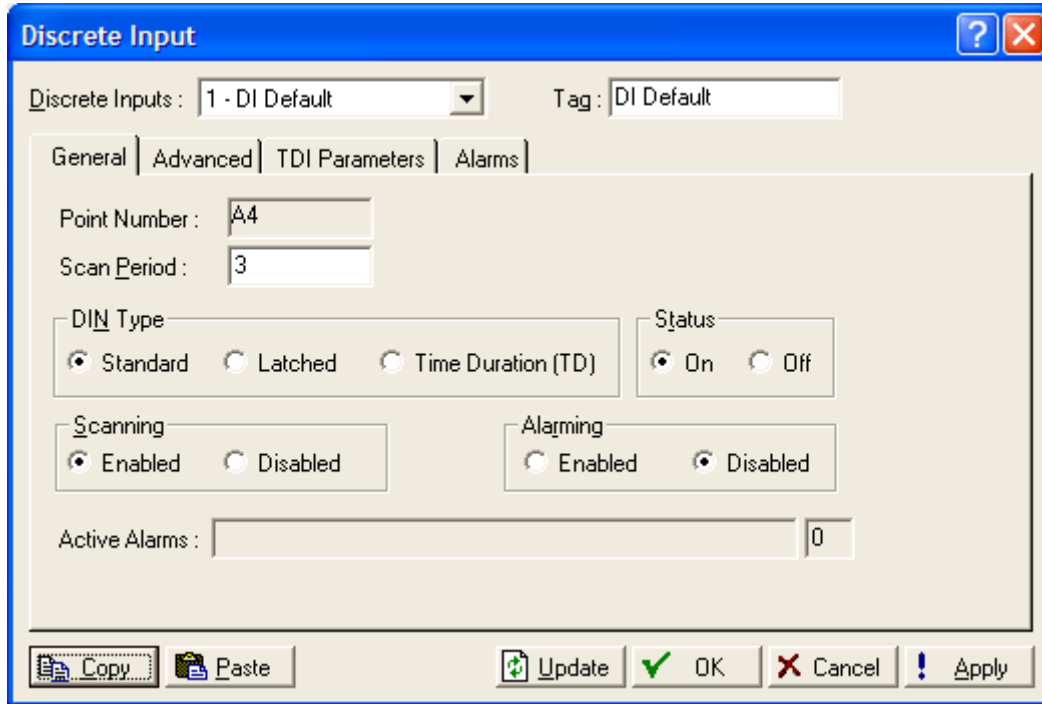 Discrete Input
Discrete Inputs : 1 - DI Default Tag : DI Default
General Advanced TDI Parameters Alarms
Point Number : A4
Scan Period : 3
DIN Type Status
Standard Latched Time Duration (TD) On Off
Scanning Alarming
Enabled Disabled Enabled Disabled
Active Alarms : 0
Copy Paste Update OK Cancel Apply